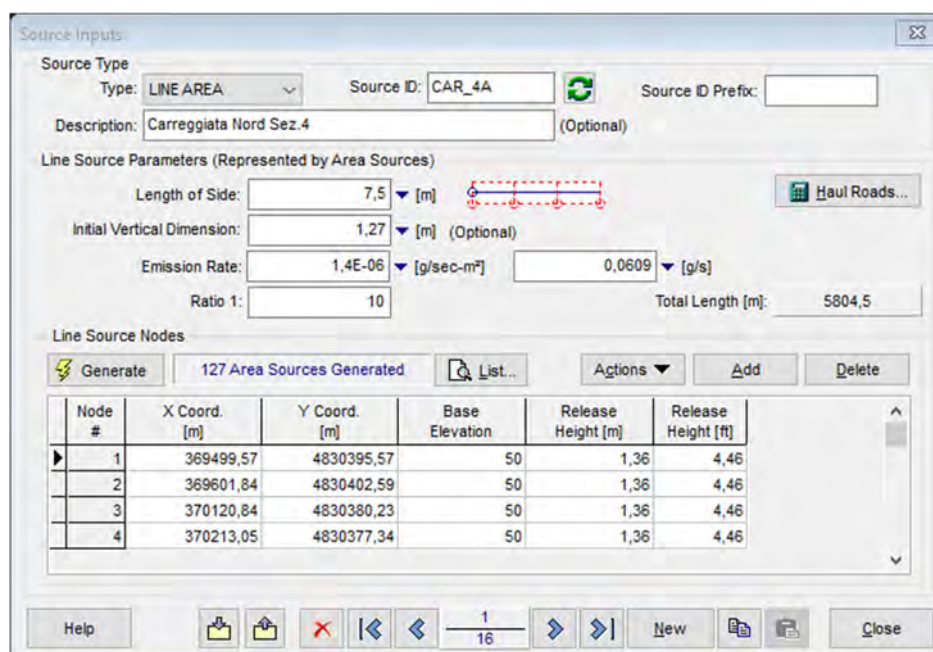 Source Inputs
Source Type
Type: LINE AREA Source ID: CAR_4A Source ID Prefix:
Description: Carreggiata Nord Sez.4 (Optional)
Line Source Parameters (Represented by Area Sources)
Length of Side: 7,5 [m] Haul Roads...
Initial Vertical Dimension: 1,27 [m] (Optional)
Emission Rate: 1,4E-06 [g/sec-m²] 0,0609 [g/s]
Ratio 1: 10 Total Length [m]: 5804,5
Line Source Nodes
Generate 127 Area Sources Generated List... Actions Add Delete
Node X Coord. Y Coord. Base Release Release
# [m] [m] Elevation Height [m] Height [ft]
1 369499,57 4830395,57 50 1,36 4,46
2 369601,84 4830402,59 50 1,36 4,46
3 370120,84 4830380,23 50 1,36 4,46
4 370213,05 4830377,34 50 1,36 4,46
Help 1 New Close
16